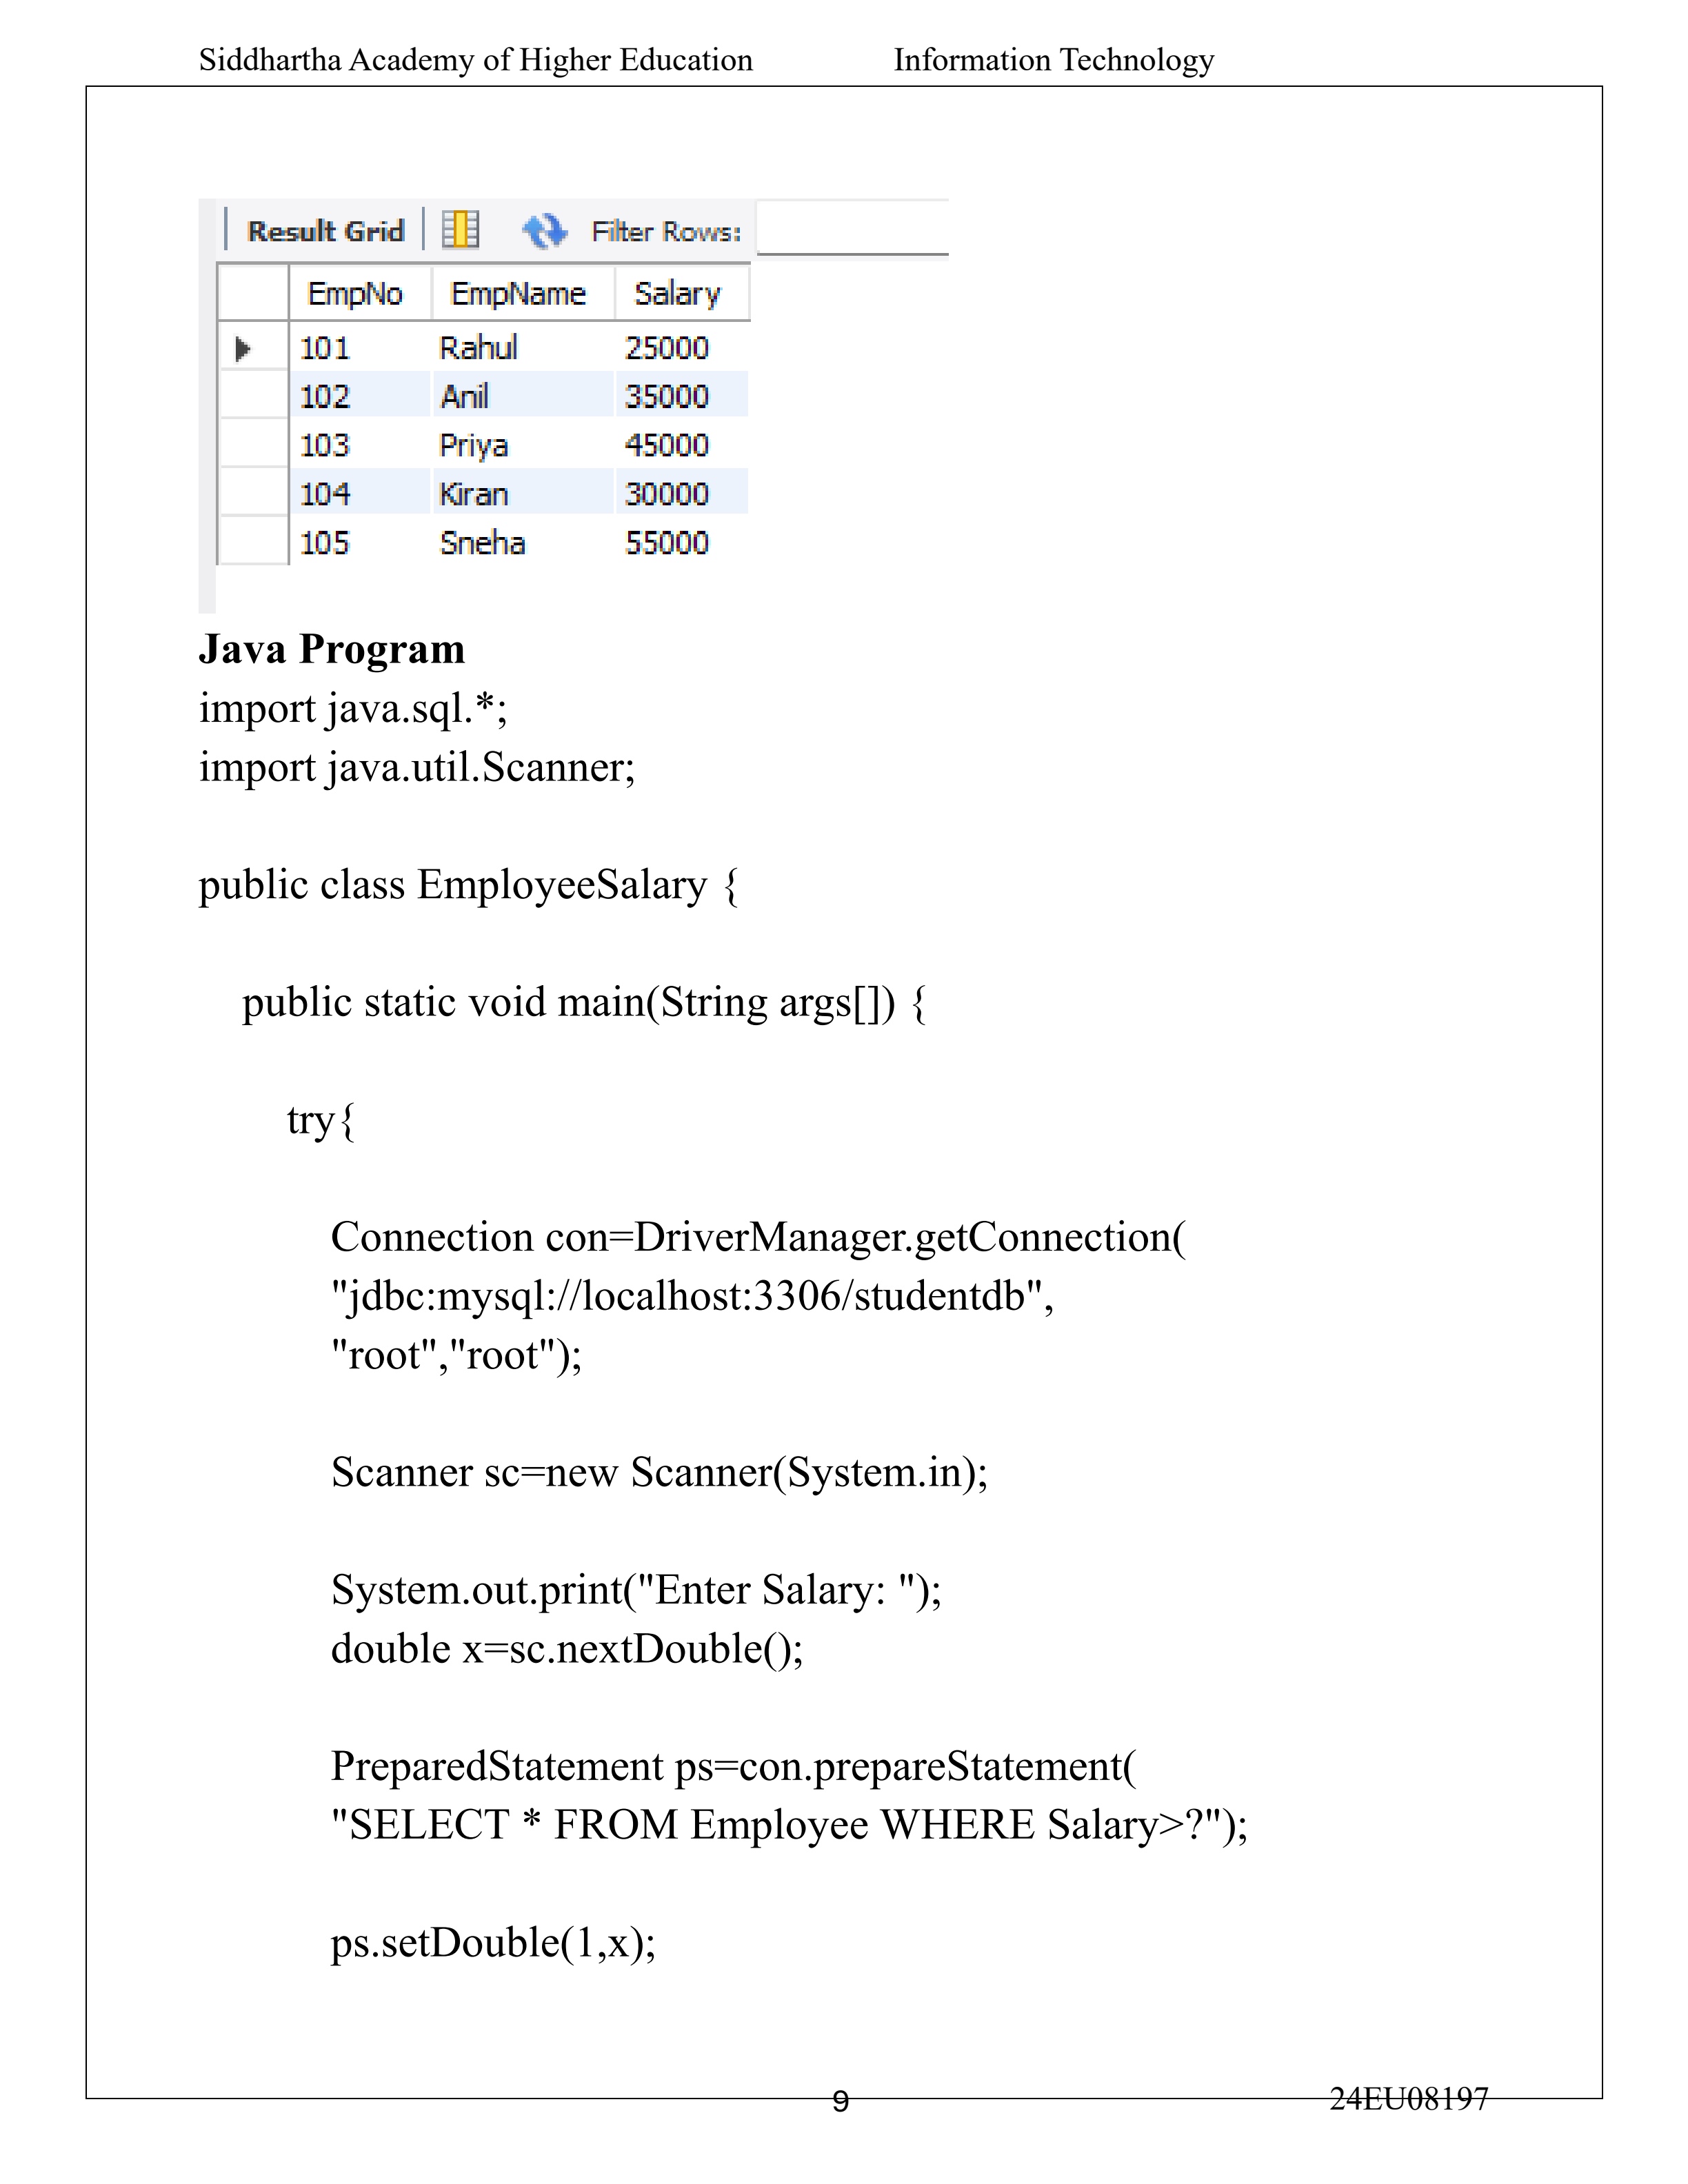 Siddhartha Academy of Higher Education Information Technology
Result Grid Filter Rows:
EmpNo EmpName Salary
101 Rahul 25000
102 Anil 35000
103 Priya 45000
104 Kiran 30000
105 Sneha 55000
Java Program
import java.sql.*;
import java.util.Scanner;
public class EmployeeSalary {
public static void main(String args[]) {
try{
Connection con=DriverManager.getConnection(
"jdbc:mysql://localhost:3306/studentdb",
"root","root");
Scanner sc=new Scanner(System.in);
System.out.print("Enter Salary: ");
double x=sc.nextDouble();
PreparedStatement ps=con.prepareStatement(
"SELECT * FROM Employee WHERE Salary>?");
ps.setDouble(1,x);
9 24EU08197